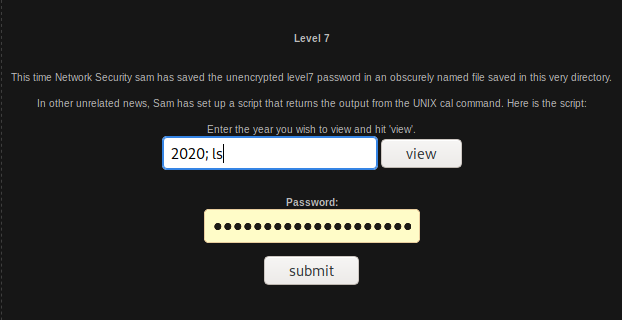 Level 7
This time Network Security sam has saved the unencrypted level7 password in an obscurely named file saved in this very directory.
In other unrelated news, Sam has set up a script that returns the output from the UNIX cal command. Here is the script:
Enter the year you wish to view and hit 'view'.
2020; ls view
Password:
submit